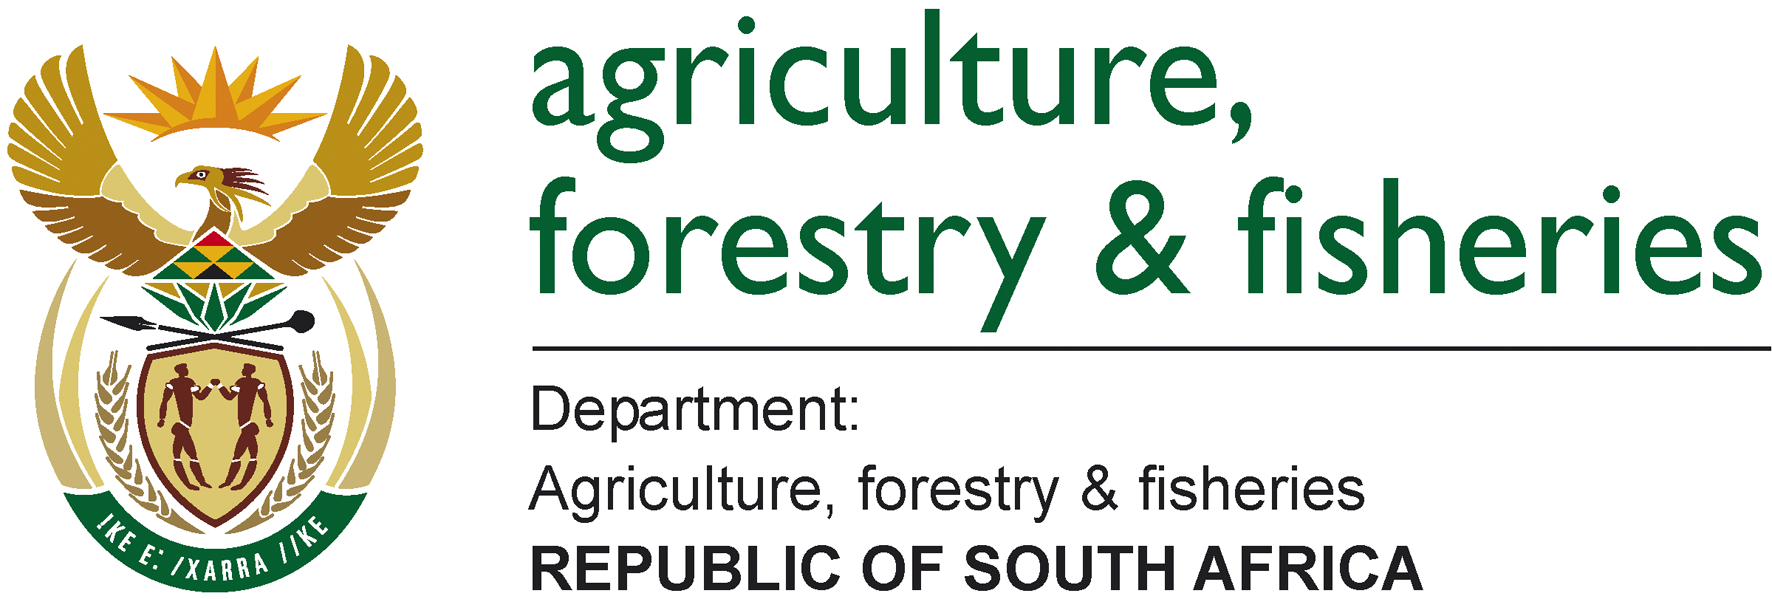 agriculture,
forestry & fisheries
Department:
Agriculture, forestry & fisheries
REPUBLIC OF SOUTH AFRICA
!KE E: /XARRA //KE